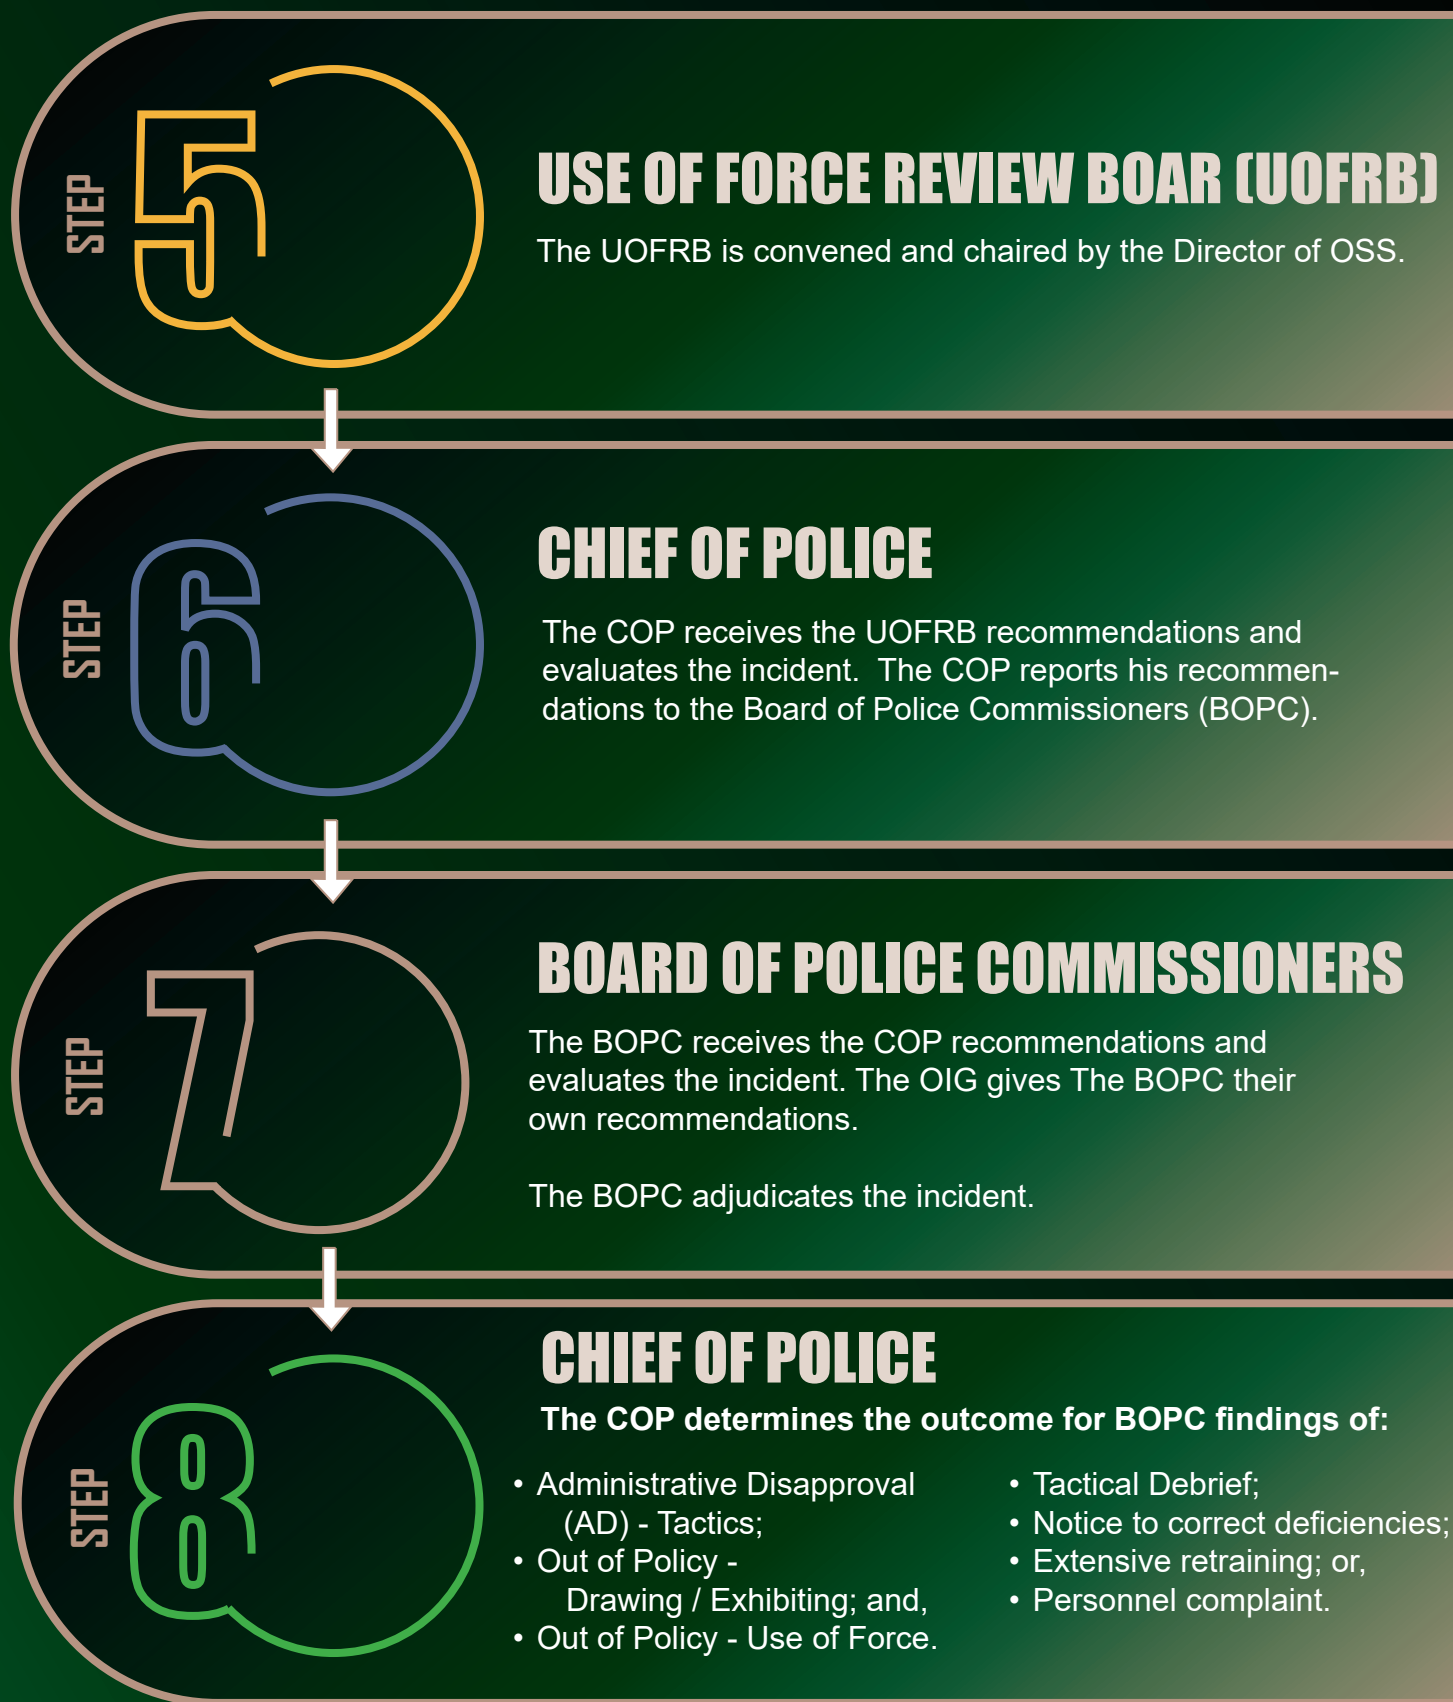 STEP
5
USE OF FORCE REVIEW BOAR (UOFRB)
The UOFRB is convened and chaired by the Director of OSS.
STEP
6
CHIEF OF POLICE
The COP receives the UOFRB recommendations and
evaluates the incident.  The COP reports his recommen-
dations to the Board of Police Commissioners (BOPC).
STEP
7
BOARD OF POLICE COMMISSIONERS
The BOPC receives the COP recommendations and
evaluates the incident. The OIG gives The BOPC their
own recommendations.
The BOPC adjudicates the incident.
STEP
8
CHIEF OF POLICE
The COP determines the outcome for BOPC findings of:
• Administrative Disapproval
(AD) - Tactics;
• Out of Policy -
Drawing / Exhibiting; and,
• Out of Policy - Use of Force.
• Tactical Debrief;
• Notice to correct deficiencies;
• Extensive retraining; or,
• Personnel complaint.